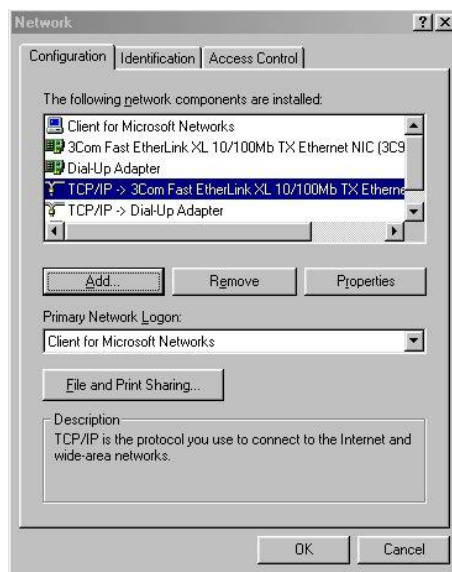 Network
Configuration Identification Access Control
The following network components are installed:
Client for Microsoft Networks
3Com Fast EtherLink XL 10/100Mb TX Ethernet NIC (3C9
Dial-Up Adapter
TCP/IP -> 3Com Fast EtherLink XL 10/100Mb TX Etherne
TCP/IP -> Dial-Up Adapter
Add... Remove Properties
Primary Network Logon:
Client for Microsoft Networks
File and Print Sharing...
Description
TCP/IP is the protocol you use to connect to the Internet and
wide-area networks.
OK Cancel